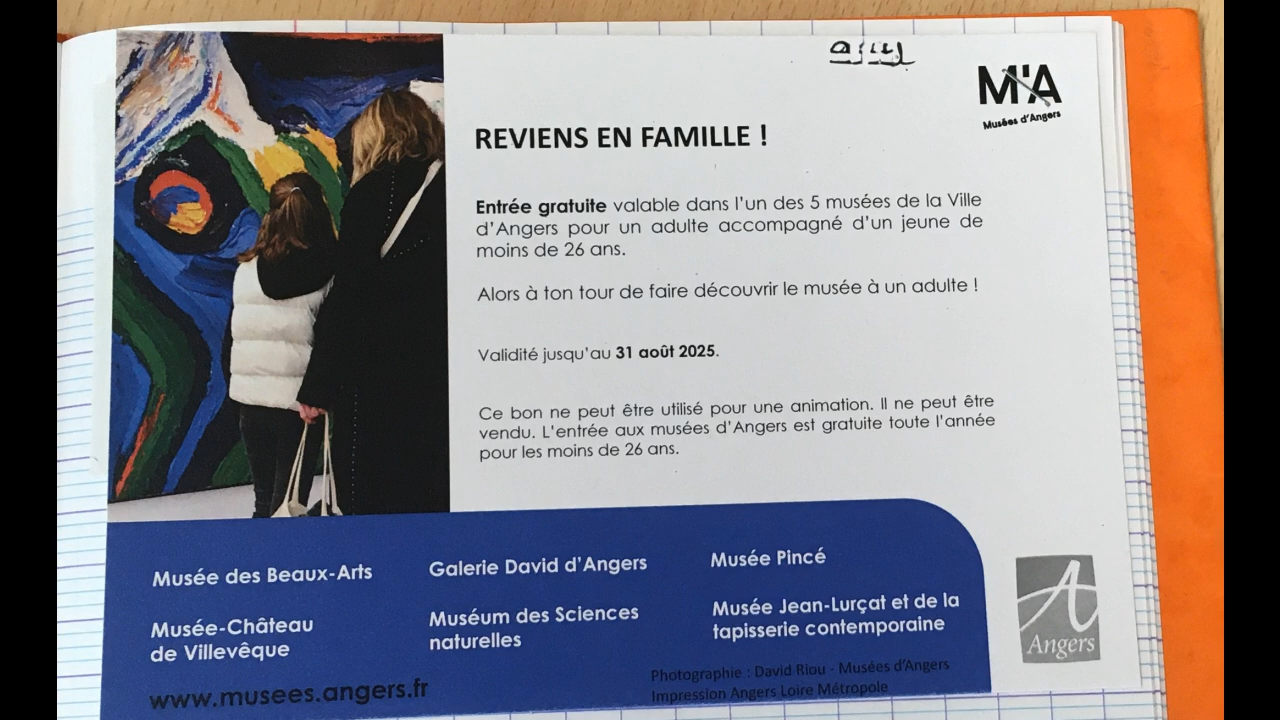 M'A
Musées d'Angers
REVIENS EN FAMILLE !
Entrée gratuite valable dans l'un des 5 musées de la Ville
d'Angers pour un adulte accompagné d'un jeune de
moins de 26 ans.
Alors à ton tour de faire découvrir le musée à un adulte !
Validité jusqu'au 31 août 2025.
Ce bon ne peut être utilisé pour une animation. Il ne peut être
vendu. L'entrée aux musées d'Angers est gratuite toute l'année
pour les moins de 26 ans.
Musée des Beaux-Arts
Galerie David d'Angers
Musée Pincé
Musée-Château
de Villevêque
Muséum des Sciences
naturelles
Musée Jean-Lurçat et de la
tapisserie contemporaine
www.musees.angers.fr
Photographie : David Riou - Musées d'Angers
Impression Angers Loire Métropole
A
Angers